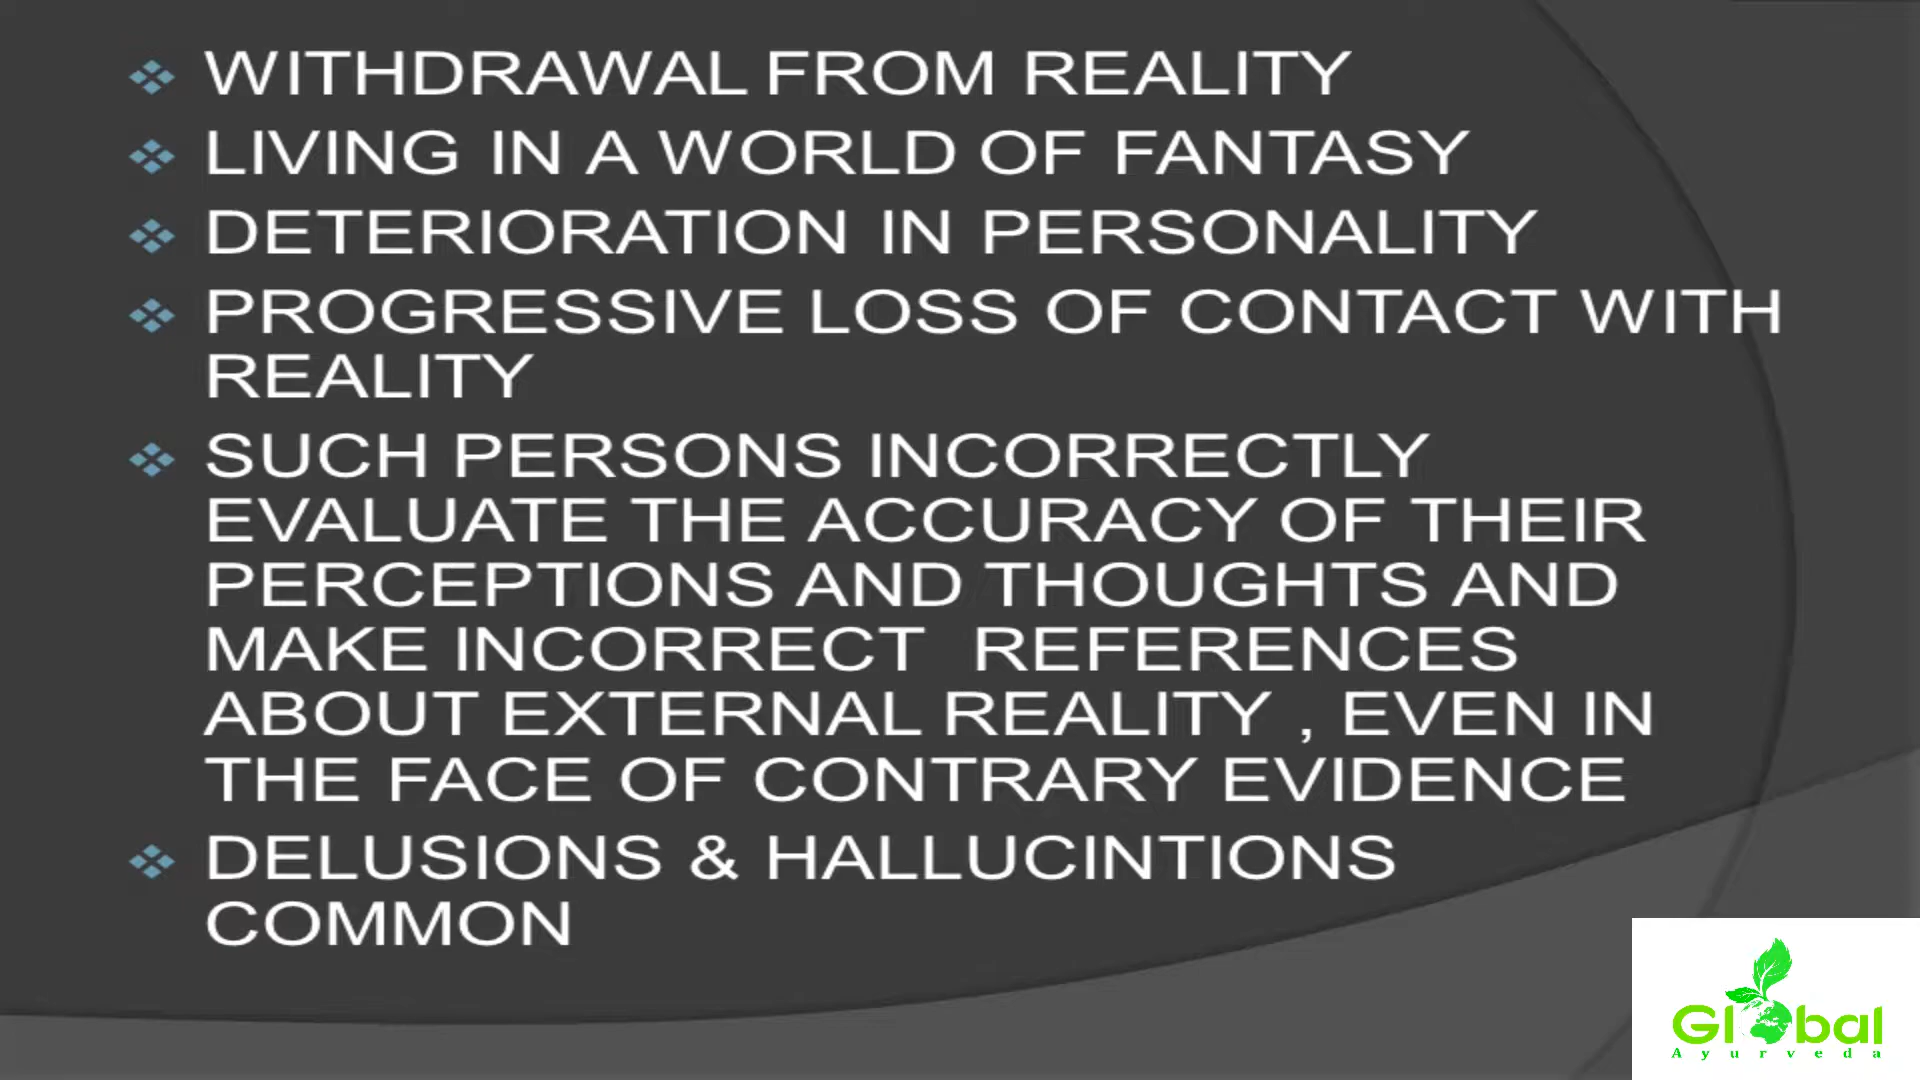 WITHDRAWAL FROM REALITY
LIVING IN A WORLD OF FANTASY
DETERIORATION IN PERSONALITY
PROGRESSIVE LOSS OF CONTACT WITH
REALITY
SUCH PERSONS INCORRECTLY
EVALUATE THE ACCURACY OF THEIR
PERCEPTIONS AND THOUGHTS AND
MAKE INCORRECT REFERENCES
ABOUT EXTERNAL REALITY , EVEN IN
THE FACE OF CONTRARY EVIDENCE
DELUSIONS & HALLUCINTIONS
COMMON
Global
Ayurveda